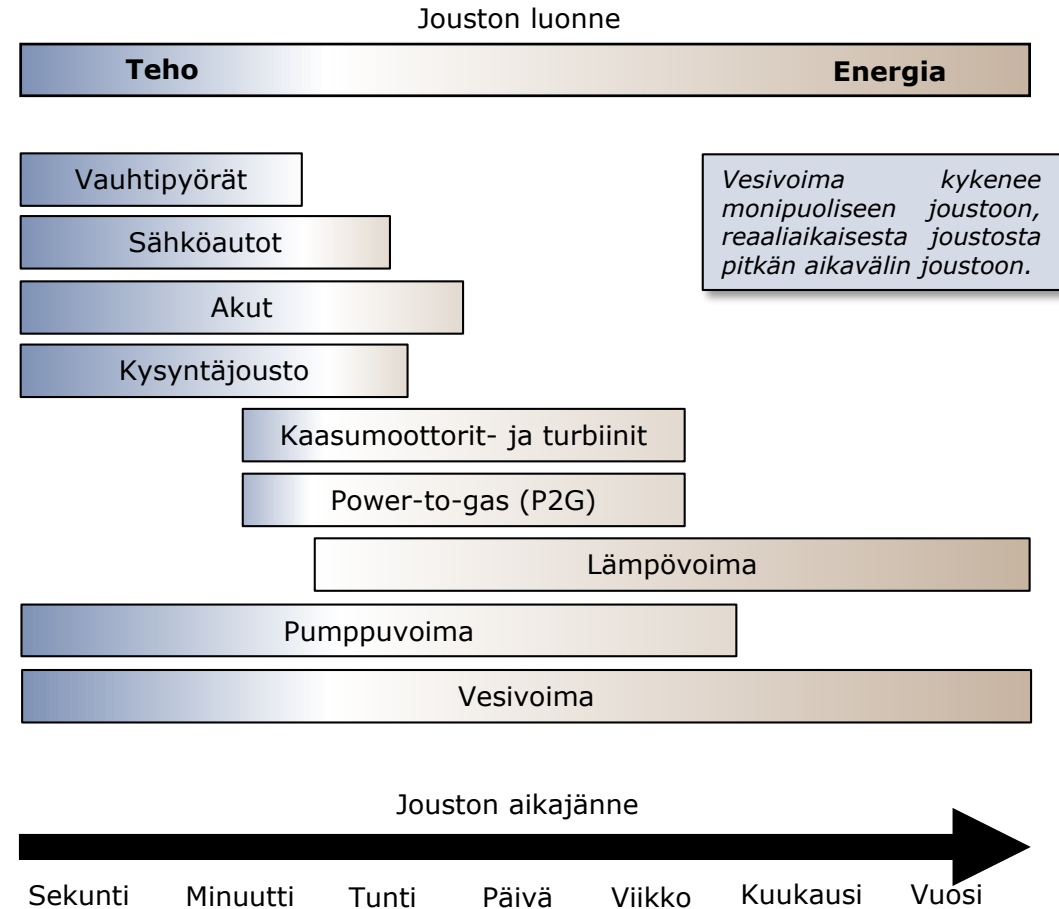 Jouston luonne
Teho Energia
Vauhtipyörät
Vesivoima kykenee
monipuoliseen joustoon,
reaaliaikaisesta joustosta
pitkän aikavälin joustoon.
Sähköautot
Akut
Kysyntäjousto
Kaasumoottorit- ja turbiinit
Power-to-gas (P2G)
Lämpövoima
Pumppuvoima
Vesivoima
Jouston aikajänne
Sekunti Minuutti Tunti Päivä Viikko Kuukausi Vuosi